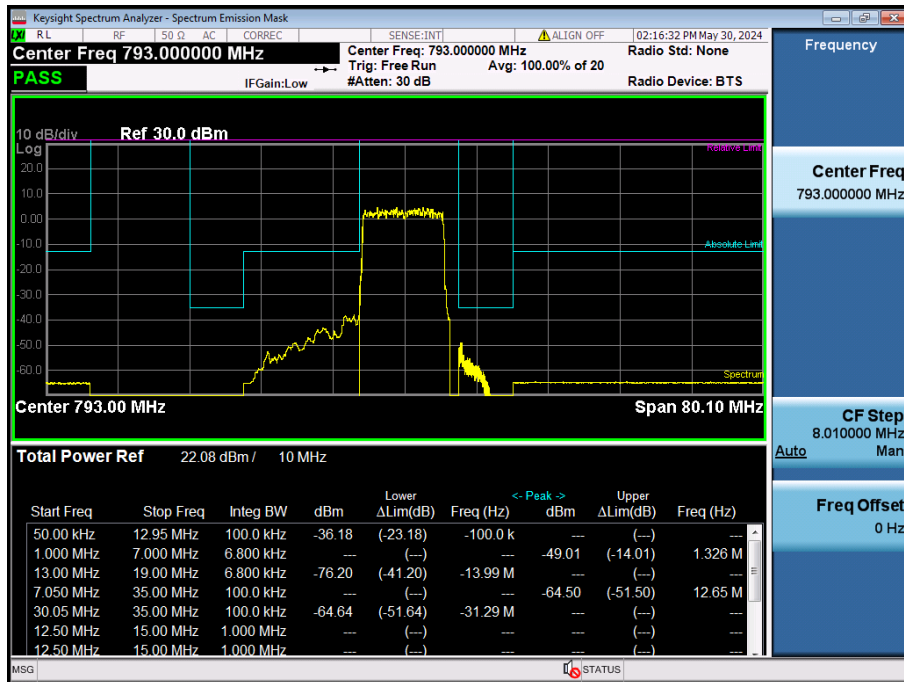 Keysight Spectrum Analyzer - Spectrum Emission Mask
LXI RL RF 50 Ω AC CORREC SENSE:INT ALIGN OFF 02:16:32 PM May 30, 2024
Center Freq 793.000000 MHz
Center Freq: 793.000000 MHz Radio Std: None
Trig: Free Run Avg: 100.00% of 20
PASS
IFGain:Low #Atten: 30 dB Radio Device: BTS
Frequency
10 dB/div Ref 30.0 dBm
Log
Relative Limit
20.0
10.0
0.00
-10.0
Absolute Limit
-20.0
-30.0
-40.0
-50.0
-60.0
Spectrum
Center 793.00 MHz Span 80.10 MHz
Center Freq
793.000000 MHz
CF Step
8.010000 MHz
Auto Man
Freq Offset
0 Hz
Total Power Ref 22.08 dBm / 10 MHz
Lower <- Peak -> Upper
Start Freq Stop Freq Integ BW dBm ΔLim(dB) Freq (Hz) dBm ΔLim(dB) Freq (Hz)
50.00 kHz 12.95 MHz 100.0 kHz -36.18 (-23.18) -100.0 k --- (---) ---
1.000 MHz 7.000 MHz 6.800 kHz --- (---) --- -49.01 (-14.01) 1.326 M
13.00 MHz 19.00 MHz 6.800 kHz -76.20 (-41.20) -13.99 M --- (---) ---
7.050 MHz 35.00 MHz 100.0 kHz --- (---) --- -64.50 (-51.50) 12.65 M
30.05 MHz 35.00 MHz 100.0 kHz -64.64 (-51.64) -31.29 M --- (---) ---
12.50 MHz 15.00 MHz 1.000 MHz --- (---) --- --- (---) ---
12.50 MHz 15.00 MHz 1.000 MHz --- (---) --- --- (---) ---
MSG STATUS